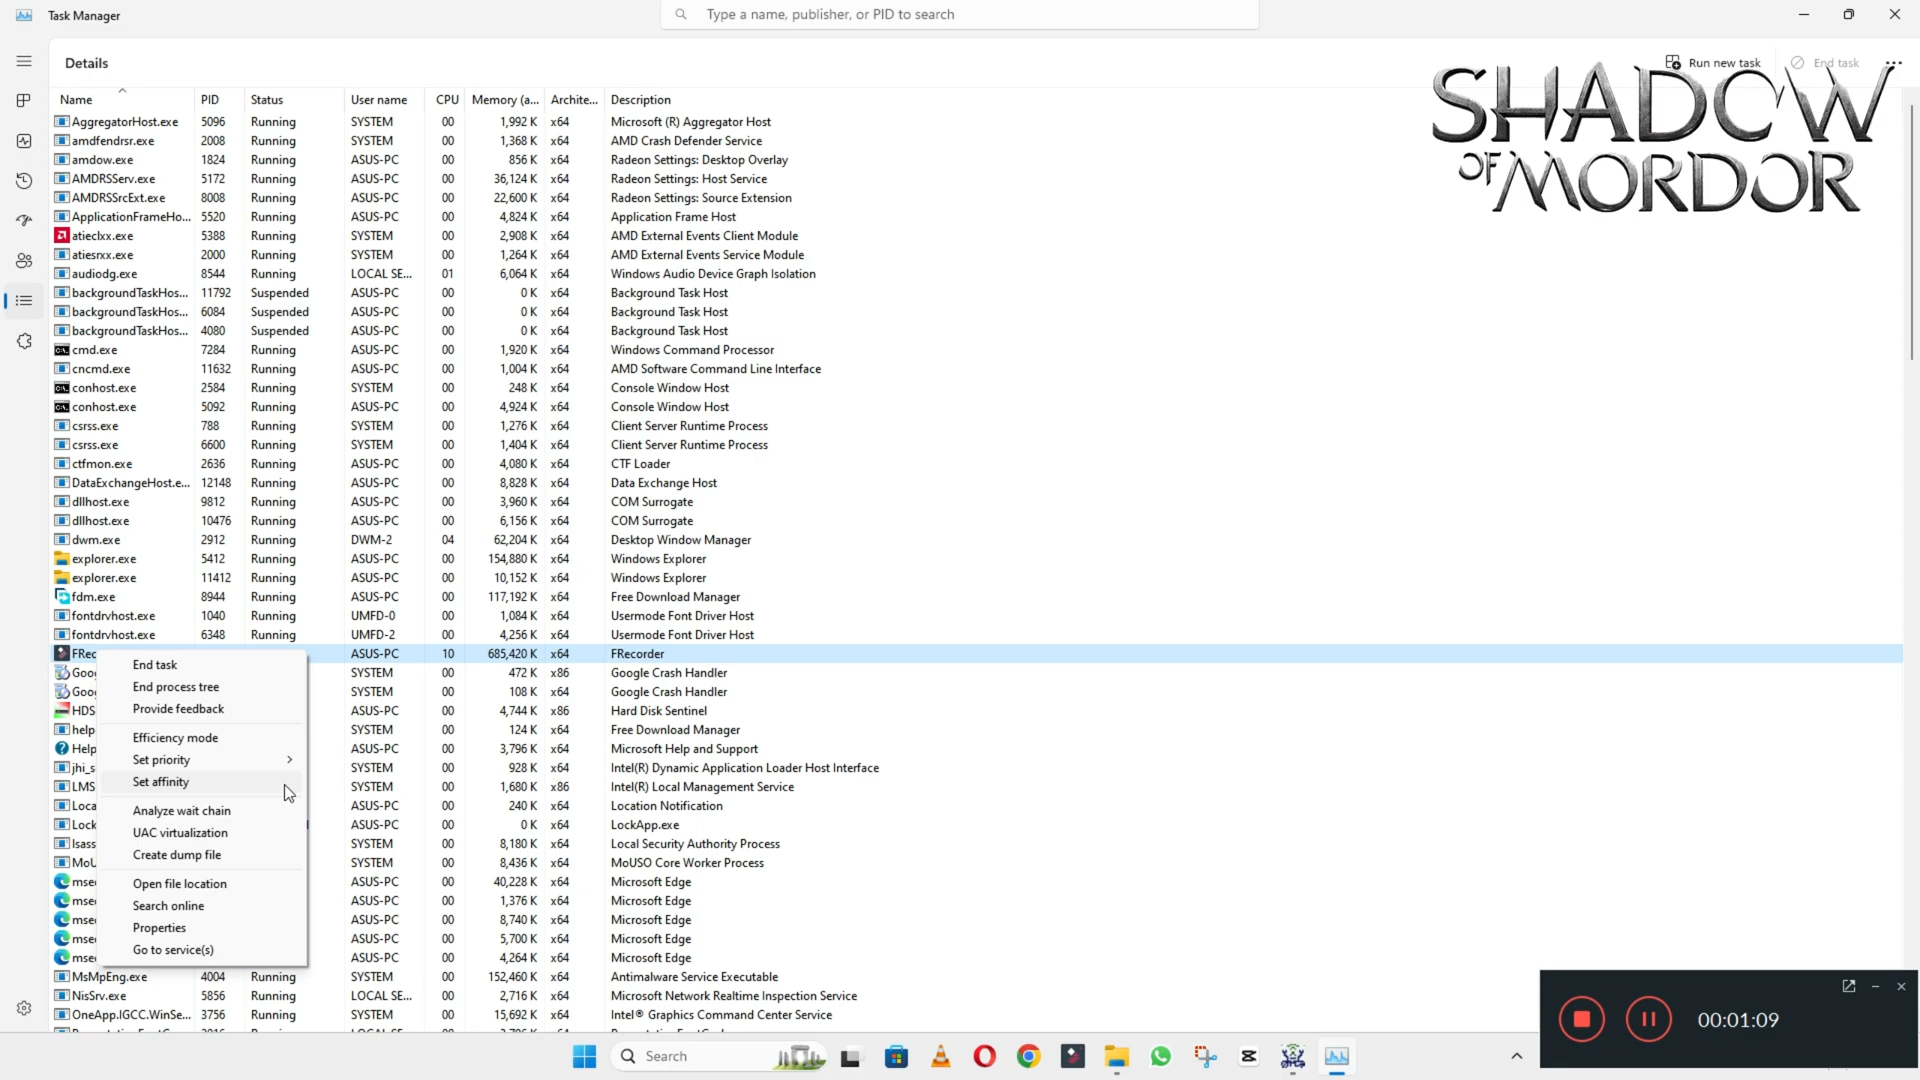 Task Manager
Type a name, publisher, or PID to search
Details
Run new task
End task
SHADOW
OF MORDOR
Name PID Status User name CPU Memory (a... Archite... Description
AggregatorHost.exe 5096 Running SYSTEM 00 1,992 K x64 Microsoft (R) Aggregator Host
amdfendrsr.exe 2008 Running SYSTEM 00 1,368 K x64 AMD Crash Defender Service
amdow.exe 1824 Running ASUS-PC 00 856 K x64 Radeon Settings: Desktop Overlay
AMDRSServ.exe 5172 Running ASUS-PC 00 36,124 K x64 Radeon Settings: Host Service
AMDRSSrcExt.exe 8008 Running ASUS-PC 00 22,600 K x64 Radeon Settings: Source Extension
ApplicationFrameHo... 5520 Running ASUS-PC 00 4,824 K x64 Application Frame Host
atieclxx.exe 5388 Running SYSTEM 00 2,908 K x64 AMD External Events Client Module
atiesrxx.exe 2000 Running SYSTEM 00 1,264 K x64 AMD External Events Service Module
audiodg.exe 8544 Running LOCAL SE... 01 6,064 K x64 Windows Audio Device Graph Isolation
backgroundTaskHos... 11792 Suspended ASUS-PC 00 0 K x64 Background Task Host
backgroundTaskHos... 6084 Suspended ASUS-PC 00 0 K x64 Background Task Host
backgroundTaskHos... 4080 Suspended ASUS-PC 00 0 K x64 Background Task Host
cmd.exe 7284 Running ASUS-PC 00 1,920 K x64 Windows Command Processor
cncmd.exe 11632 Running ASUS-PC 00 1,004 K x64 AMD Software Command Line Interface
conhost.exe 2584 Running SYSTEM 00 248 K x64 Console Window Host
conhost.exe 5092 Running ASUS-PC 00 4,924 K x64 Console Window Host
csrss.exe 788 Running SYSTEM 00 1,276 K x64 Client Server Runtime Process
csrss.exe 6600 Running SYSTEM 00 1,404 K x64 Client Server Runtime Process
ctfmon.exe 2636 Running ASUS-PC 00 4,080 K x64 CTF Loader
DataExchangeHost.e... 12148 Running ASUS-PC 00 8,828 K x64 Data Exchange Host
dllhost.exe 9812 Running ASUS-PC 00 3,960 K x64 COM Surrogate
dllhost.exe 10476 Running ASUS-PC 00 6,156 K x64 COM Surrogate
dwm.exe 2912 Running DWM-2 04 62,204 K x64 Desktop Window Manager
explorer.exe 5412 Running ASUS-PC 00 154,880 K x64 Windows Explorer
explorer.exe 11412 Running ASUS-PC 00 10,152 K x64 Windows Explorer
fdm.exe 8944 Running ASUS-PC 00 117,192 K x64 Free Download Manager
fontdrvhost.exe 1040 Running UMFD-0 00 1,084 K x64 Usermode Font Driver Host
fontdrvhost.exe 6348 Running UMFD-2 00 4,256 K x64 Usermode Font Driver Host
FRec ASUS-PC 10 685,420 K x64 FRecorder
Goog SYSTEM 00 472 K x86 Google Crash Handler
Goog SYSTEM 00 108 K x64 Google Crash Handler
HDS ASUS-PC 00 4,744 K x86 Hard Disk Sentinel
help SYSTEM 00 124 K x64 Free Download Manager
Help ASUS-PC 00 3,796 K x64 Microsoft Help and Support
jhi_s SYSTEM 00 928 K x64 Intel(R) Dynamic Application Loader Host Interface
LMS SYSTEM 00 1,680 K x86 Intel(R) Local Management Service
Loca ASUS-PC 00 240 K x64 Location Notification
Lock ASUS-PC 00 0 K x64 LockApp.exe
lsass SYSTEM 00 8,180 K x64 Local Security Authority Process
MoU SYSTEM 00 8,436 K x64 MoUSO Core Worker Process
msec ASUS-PC 00 40,228 K x64 Microsoft Edge
msec ASUS-PC 00 1,376 K x64 Microsoft Edge
msec ASUS-PC 00 8,740 K x64 Microsoft Edge
msec ASUS-PC 00 5,700 K x64 Microsoft Edge
msec ASUS-PC 00 4,264 K x64 Microsoft Edge
MsMpEng.exe 4004 Running SYSTEM 00 152,460 K x64 Antimalware Service Executable
NisSrv.exe 5856 Running LOCAL SE... 00 2,716 K x64 Microsoft Network Realtime Inspection Service
OneApp.IGCC.WinSe... 3756 Running SYSTEM 00 15,692 K x64 Intel® Graphics Command Center Service
End task
End process tree
Provide feedback
Efficiency mode
Set priority
Set affinity
Analyze wait chain
UAC virtualization
Create dump file
Open file location
Search online
Properties
Go to service(s)
00:01:09
Search